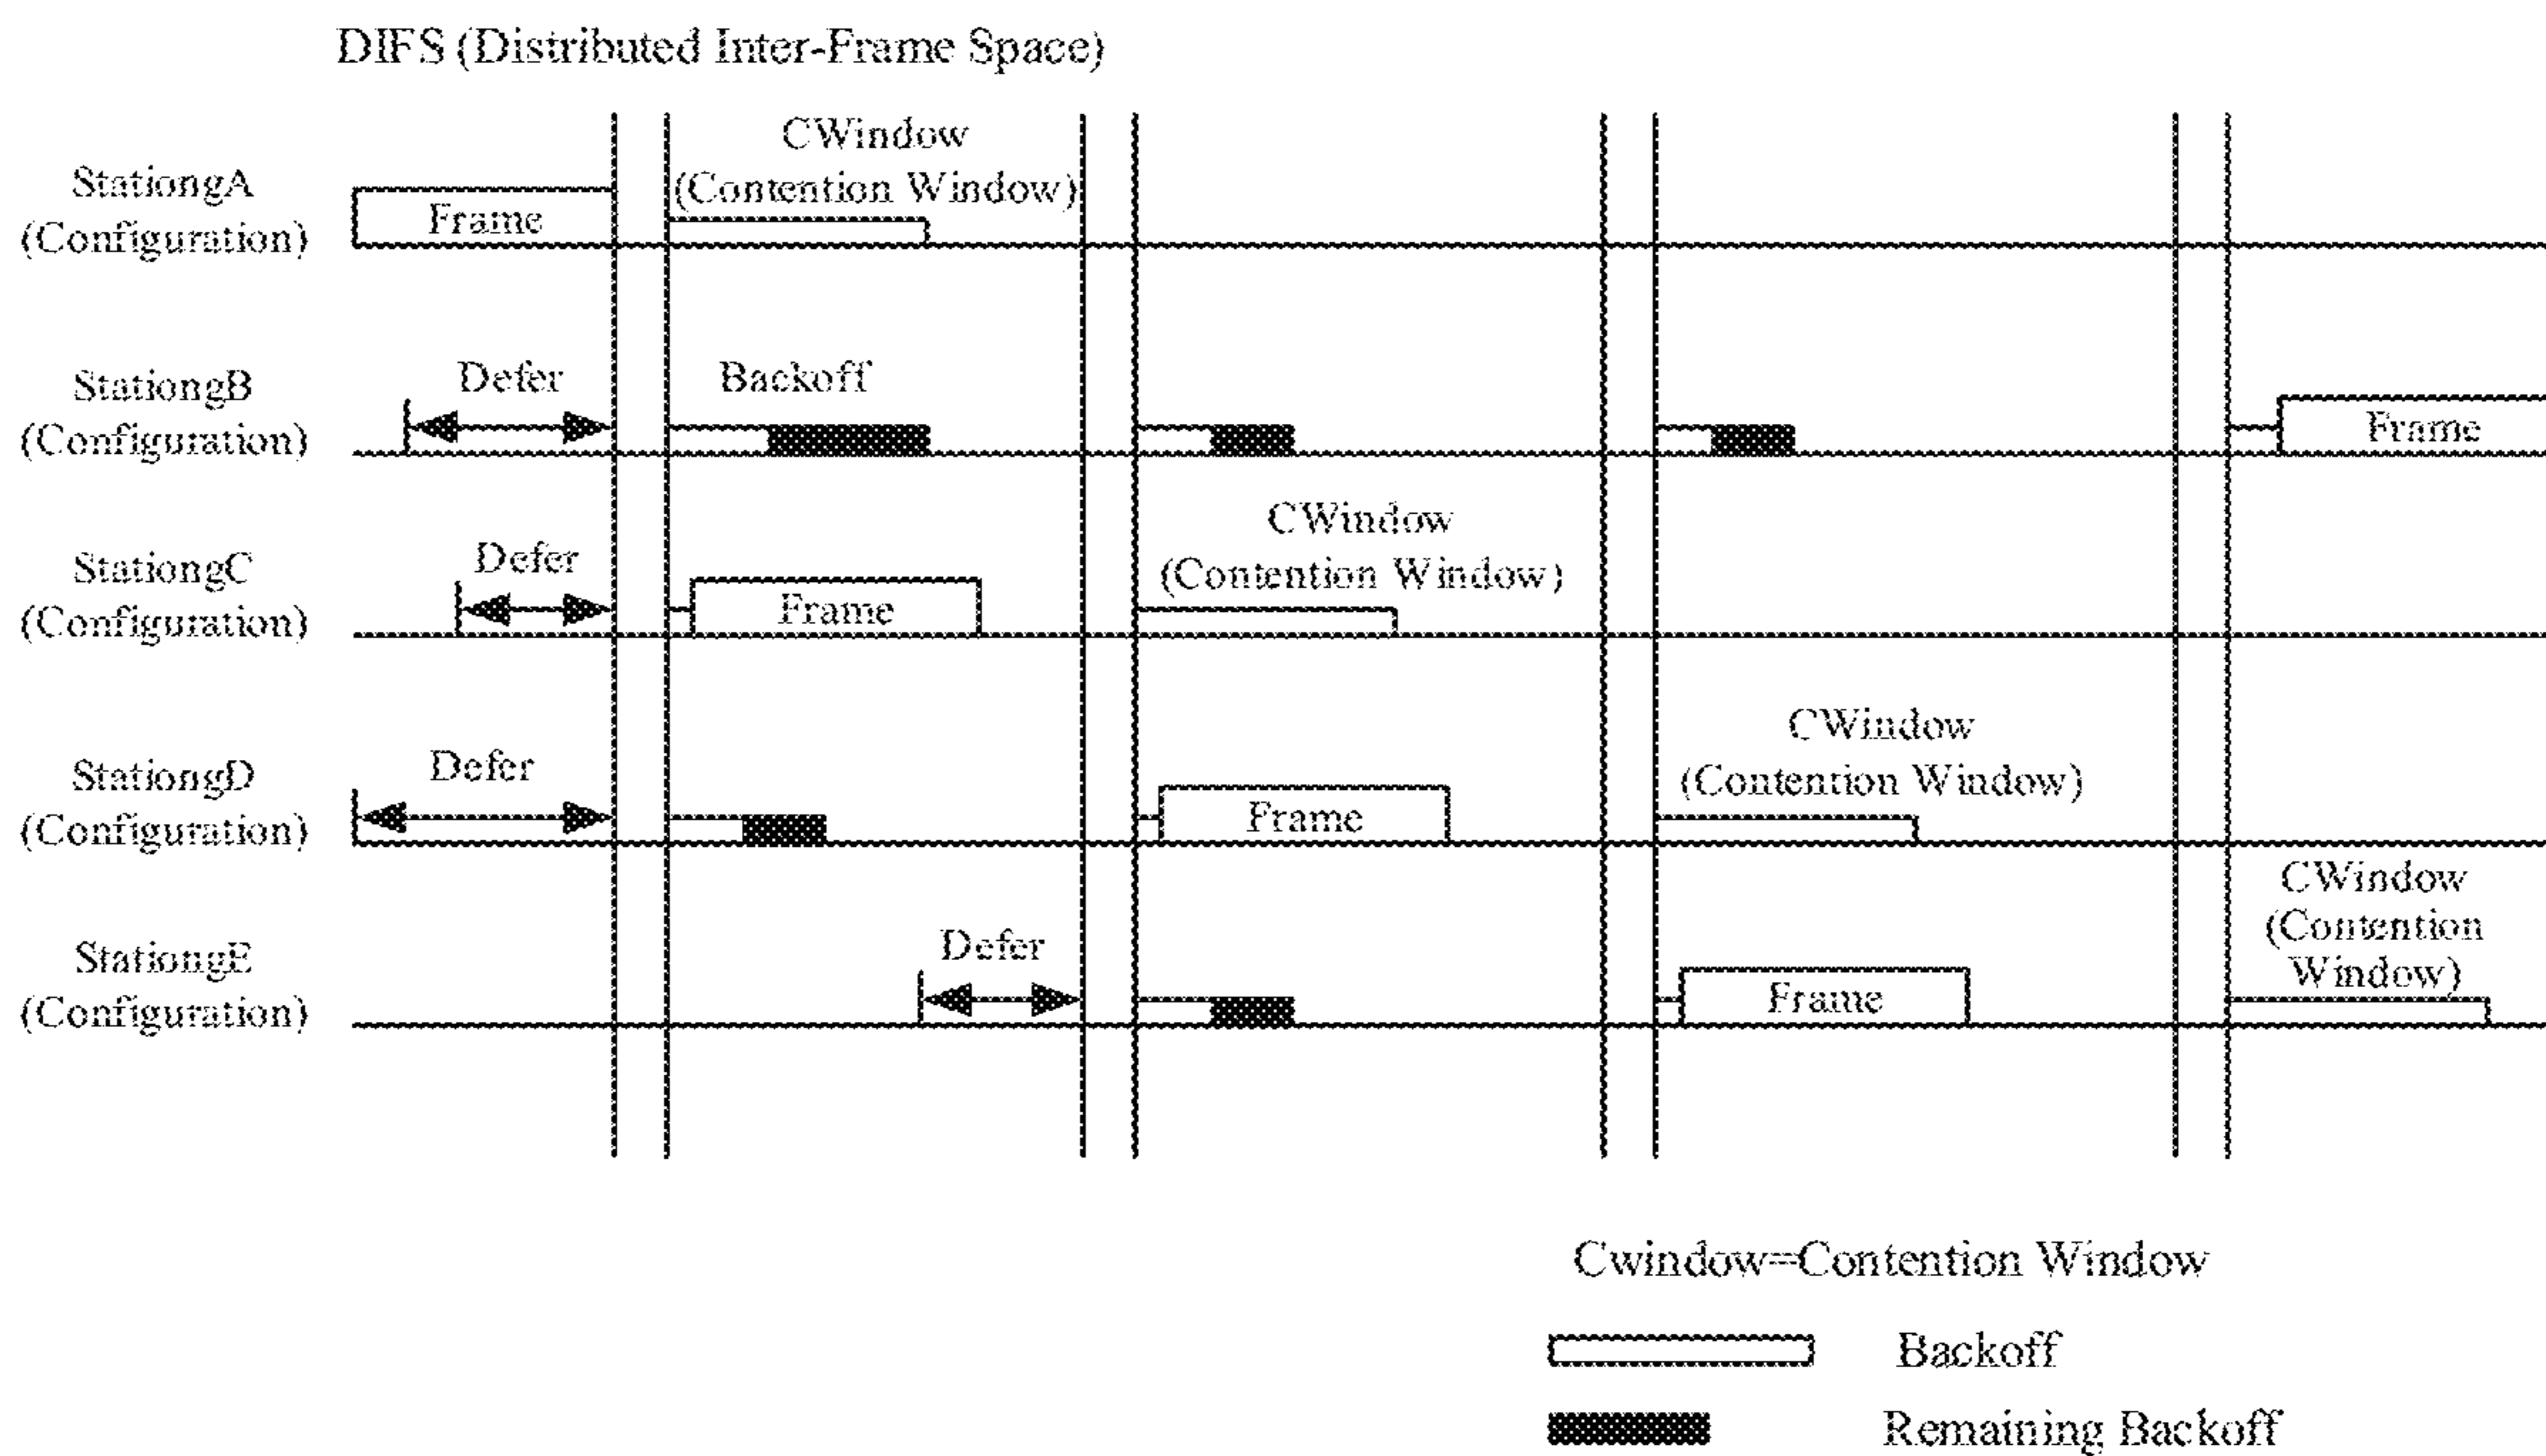 DIFS (Distributed Inter-Frame Space)
CWindow
(Contention Window)
StationgA
(Configuration)
Frame
StationgB
(Configuration)
Defer
Backoff
Frame
StationgC
(Configuration)
Defer
Frame
CWindow
(Contention Window)
StationgD
(Configuration)
Defer
Frame
CWindow
(Contention Window)
StationgE
(Configuration)
Defer
Frame
CWindow
(Contention
Window)
Cwindow=Contention Window
Backoff
Remaining Backoff